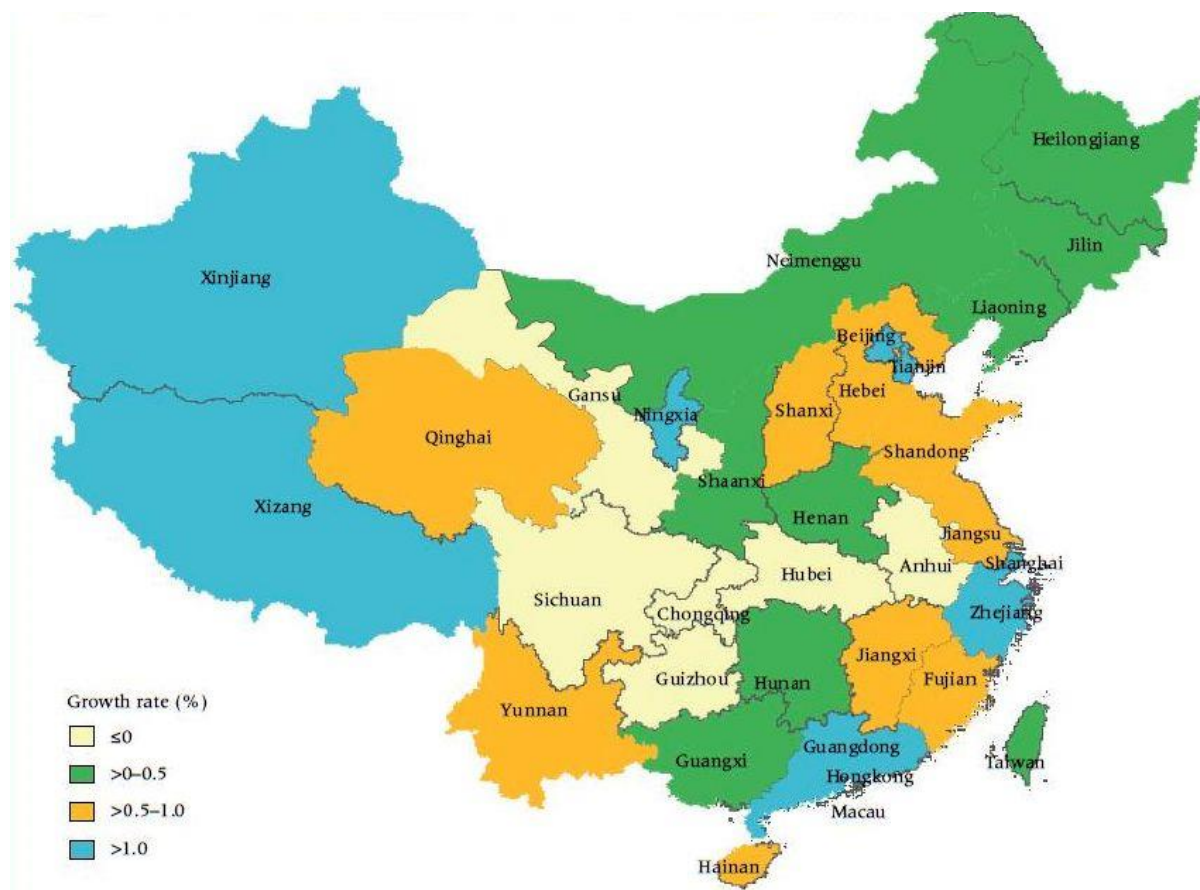 Heilongjiang
Jilin
Neimenggu
Xinjiang
Liaoning
Beijing
Tianjin
Gansu
Hebei
Ningxia
Shanxi
Qinghai
Shandong
Shaanxi
Xizang
Henan
Jiangsu
Shanghai
Anhui
Hubei
Sichuan
Chongqing
Zhejiang
Jiangxi
Guizhou
Fujian
Hunan
Yunnan
Guangdong
Guangxi
Taiwan
Hongkong
Macau
Hainan
Growth rate (%)
≤0
>0–0.5
>0.5–1.0
>1.0